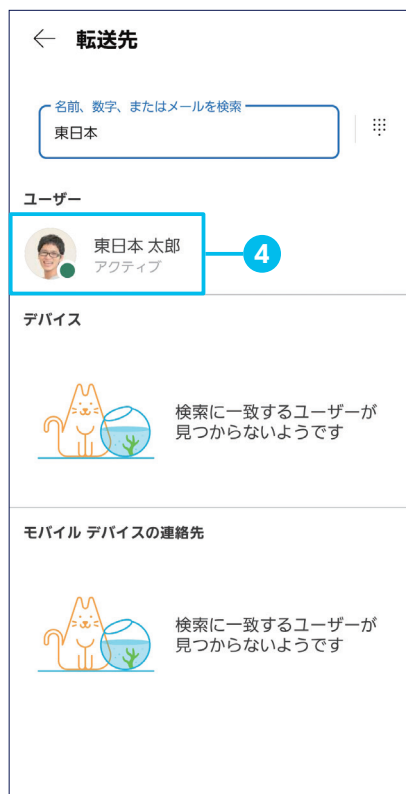 転送先
名前、数字、またはメールを検索
東日本
ユーザー
東日本 太郎
アクティブ
4
デバイス
検索に一致するユーザーが
見つからないようです
モバイル デバイスの連絡先
検索に一致するユーザーが
見つからないようです